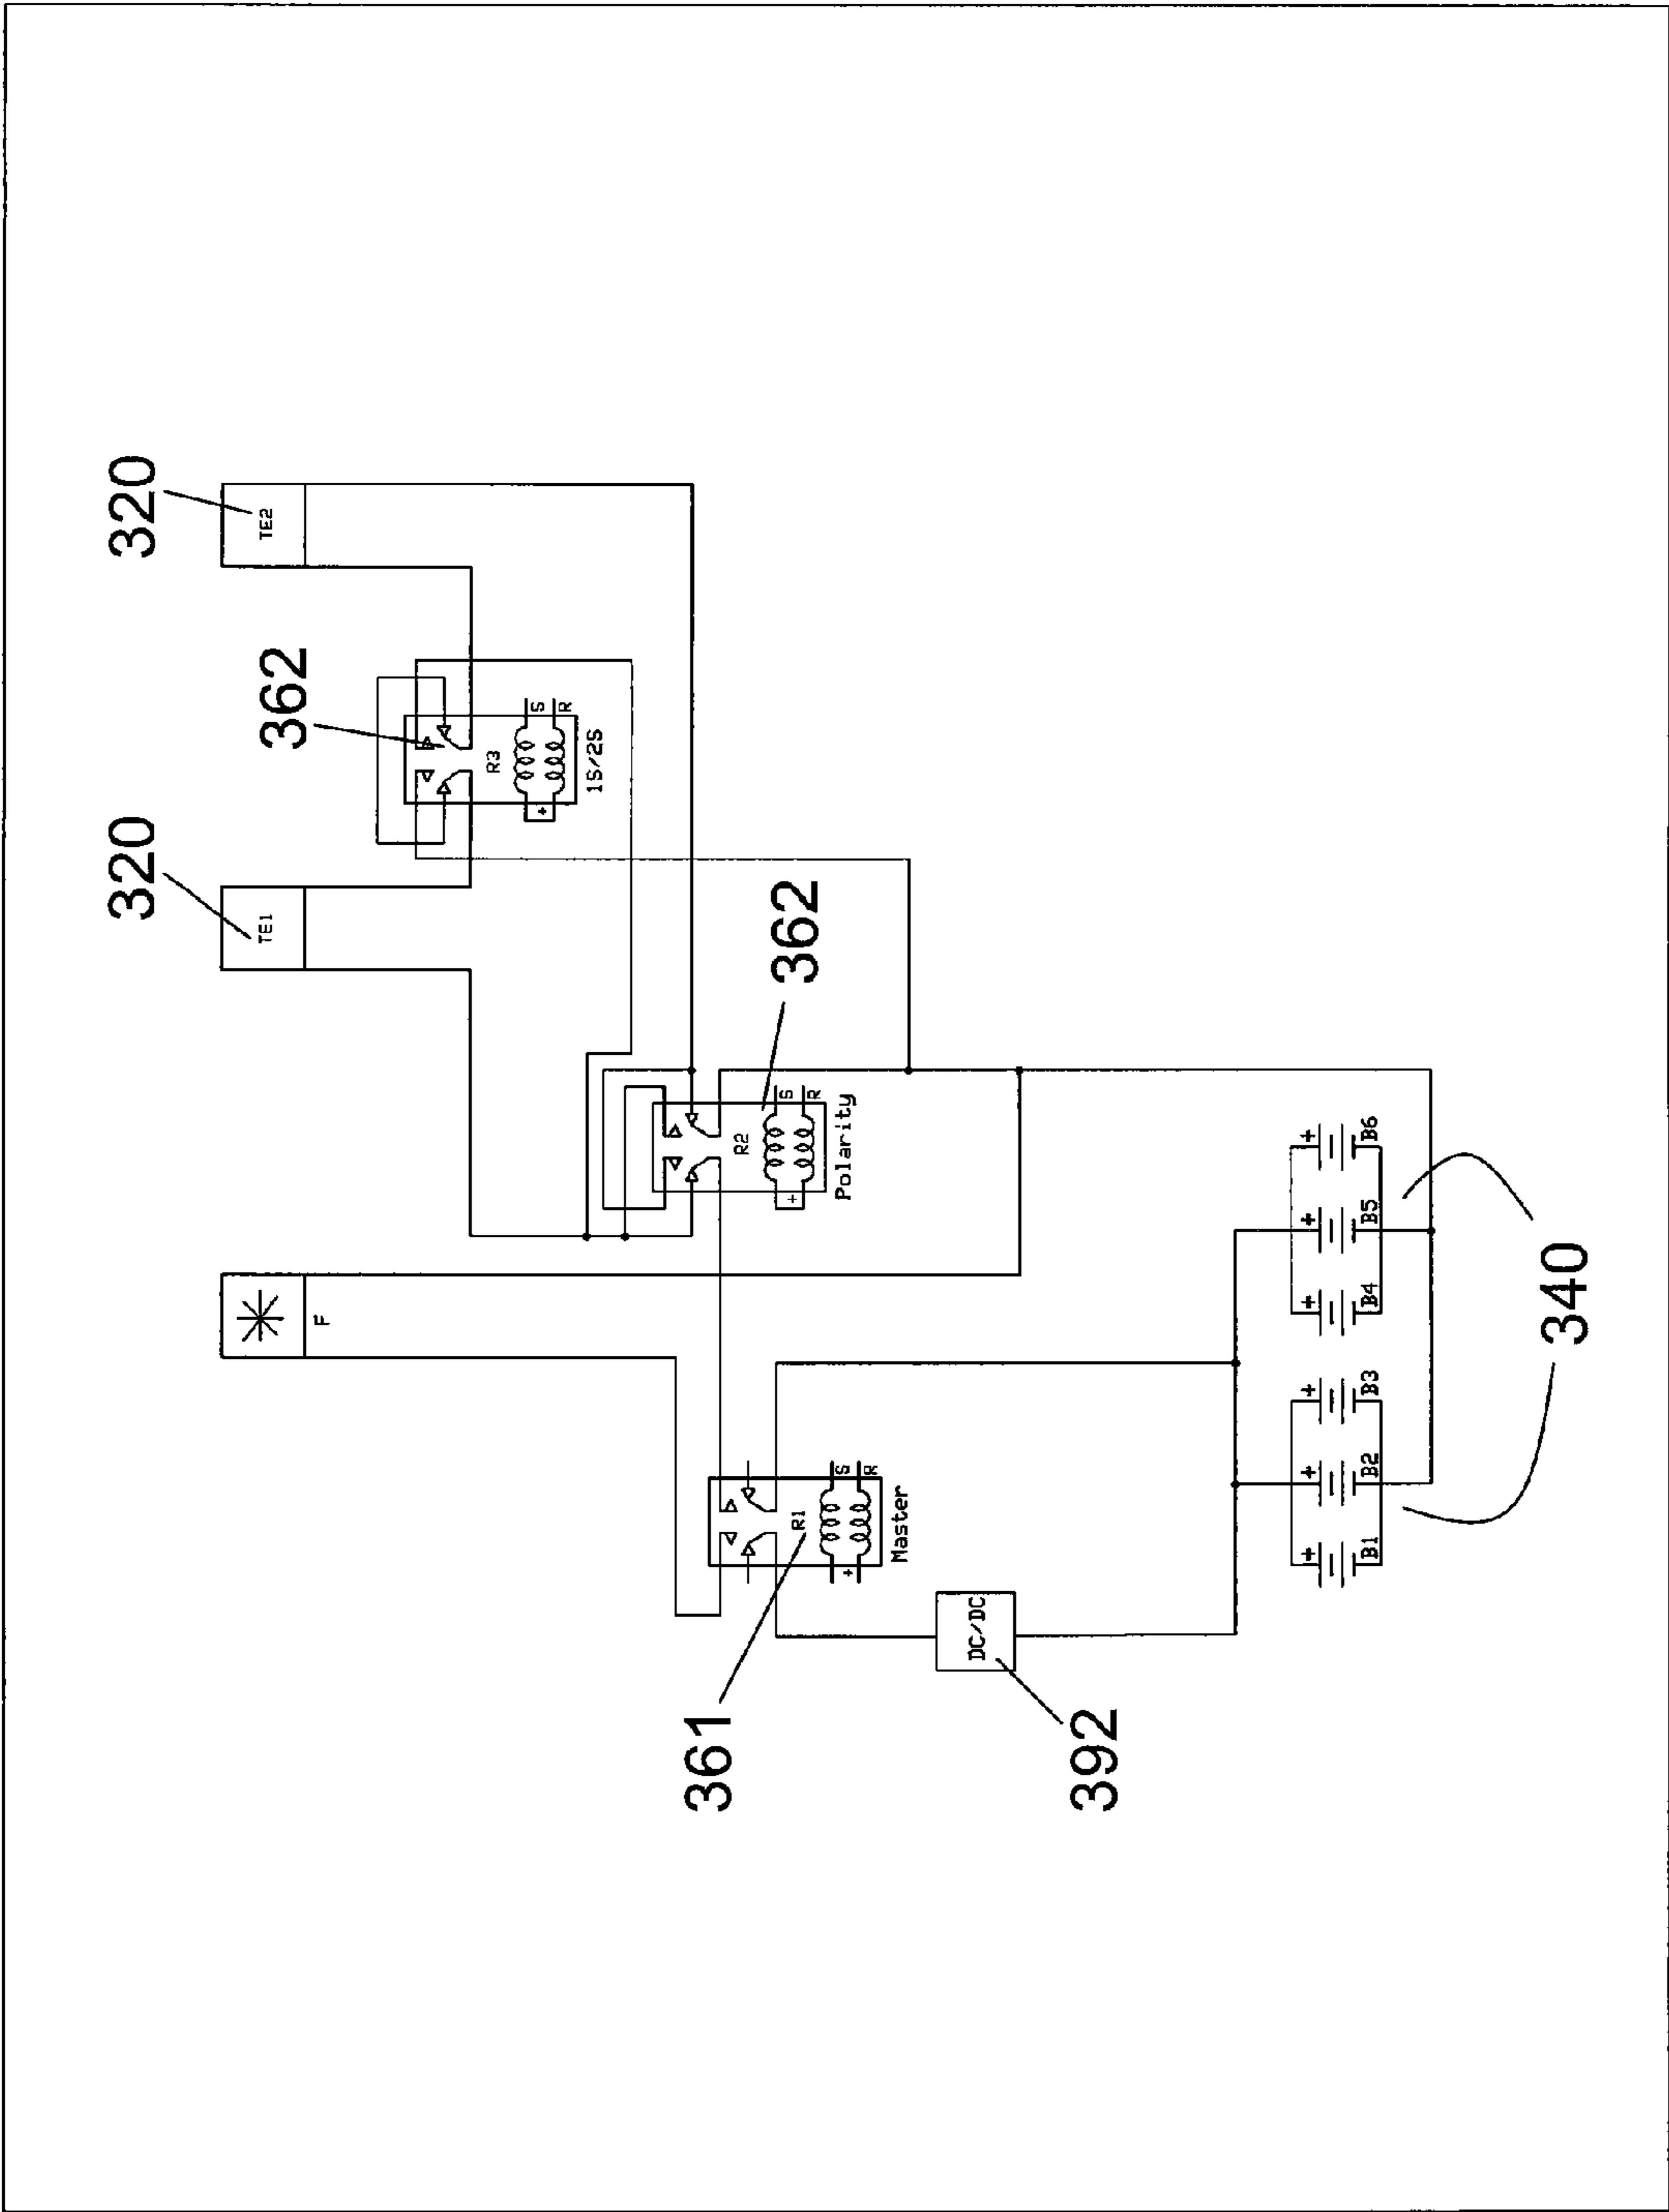 320
320
TE2
TE1
362
R3
+
S
R
1S/2S
F
362
R2
+
S
R
Polarity
361
R1
+
S
R
Master
392
DC/DC
+
+
+
+
+
+
B1
B2
B3
B4
B5
B6
340